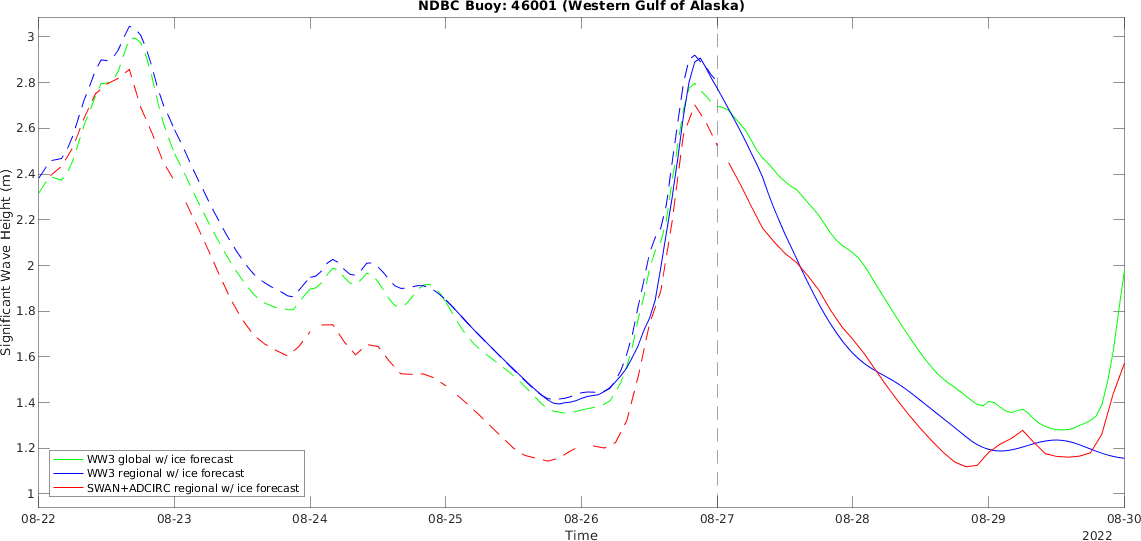 NDBC Buoy: 46001 (Western Gulf of Alaska)
3
2.8
2.6
2.4
2.2
2
1.8
1.6
1.4
1.2
1
Significant Wave Height (m)
WW3 global w/ ice forecast
WW3 regional w/ ice forecast
SWAN+ADCIRC regional w/ ice forecast
08-22 08-23 08-24 08-25 08-26 08-27 08-28 08-29 08-30
Time
2022